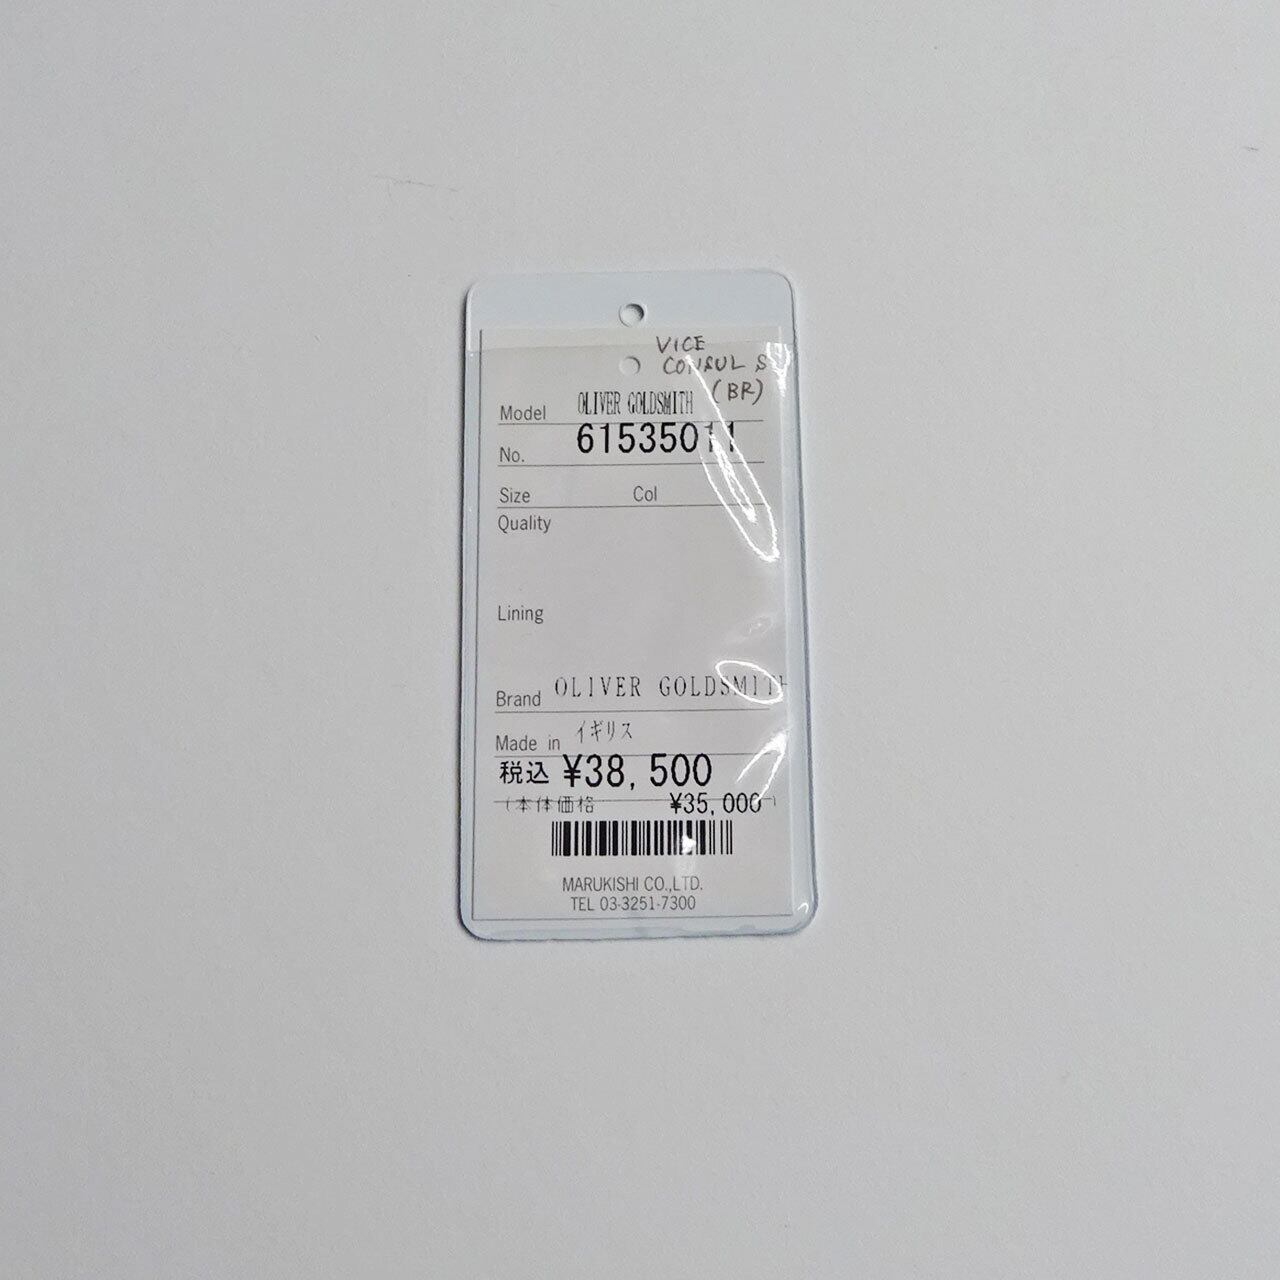 VICE
CONSUL S
(BR)
Model OLIVER GOLDSMITH
No. 61535011
Size Col
Quality
Lining
Brand OLIVER GOLDSMITH
Made in イギリス
税込 ¥38,500
(本体価格 ¥35,000)
MARUKISHI CO.,LTD.
TEL 03-3251-7300